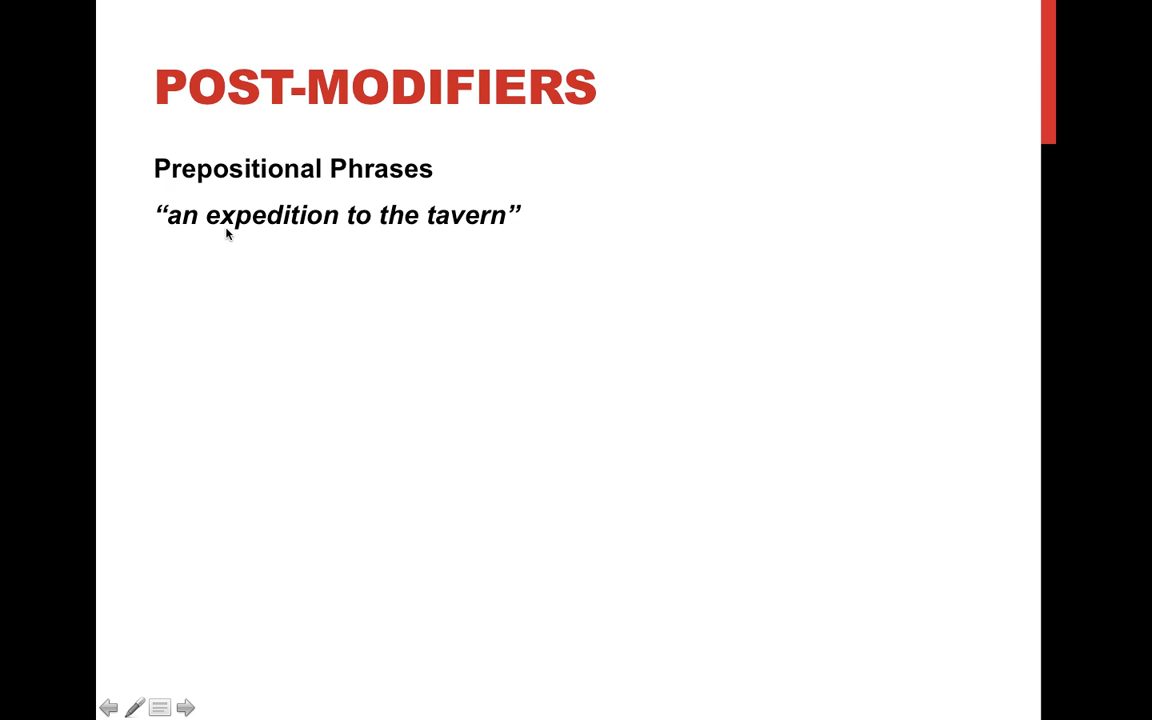 POST-MODIFIERS
Prepositional Phrases
“an expedition to the tavern”